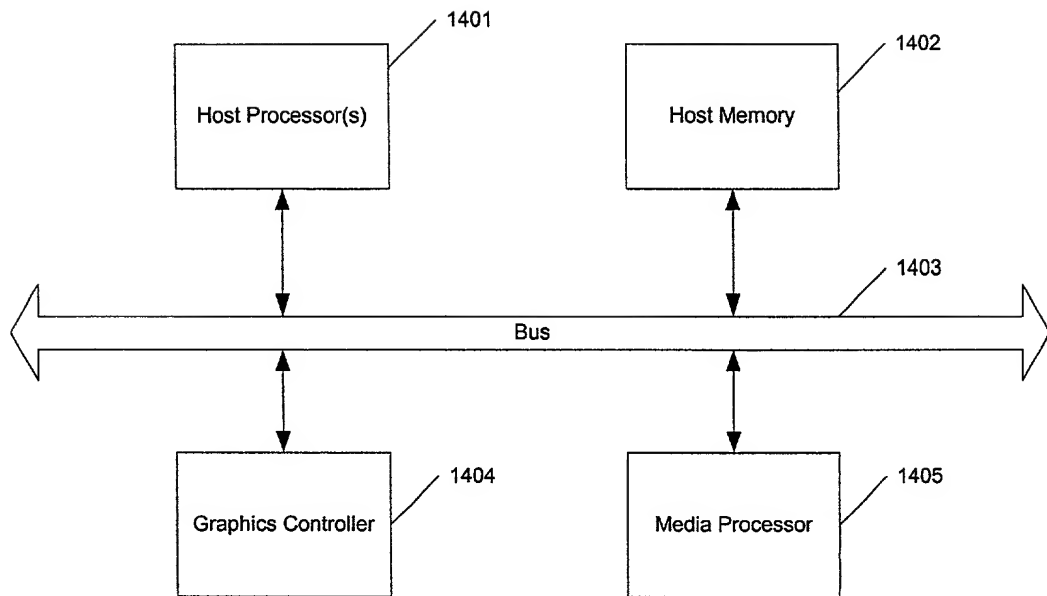 1401
1402
Host Processor(s)
Host Memory
1403
Bus
1404
1405
Graphics Controller
Media Processor